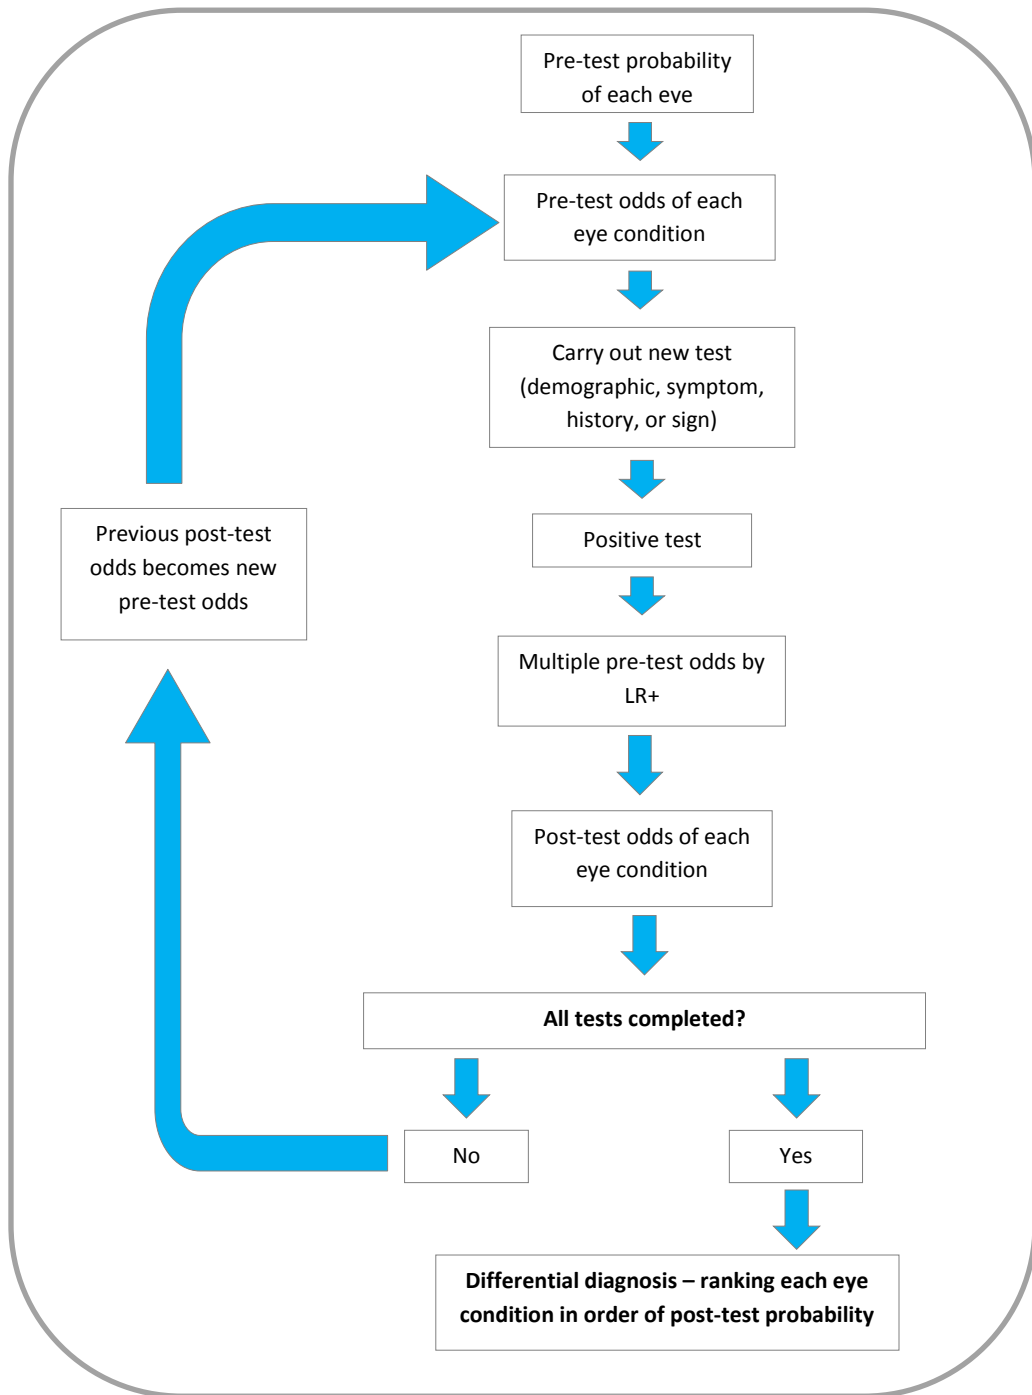 Pre-test probability
of each eye
Pre-test odds of each
eye condition
Carry out new test
(demographic, symptom,
history, or sign)
Positive test
Previous post-test
odds becomes new
pre-test odds
Multiple pre-test odds by
LR+
Post-test odds of each
eye condition
All tests completed?
No
Yes
Differential diagnosis – ranking each eye
condition in order of post-test probability